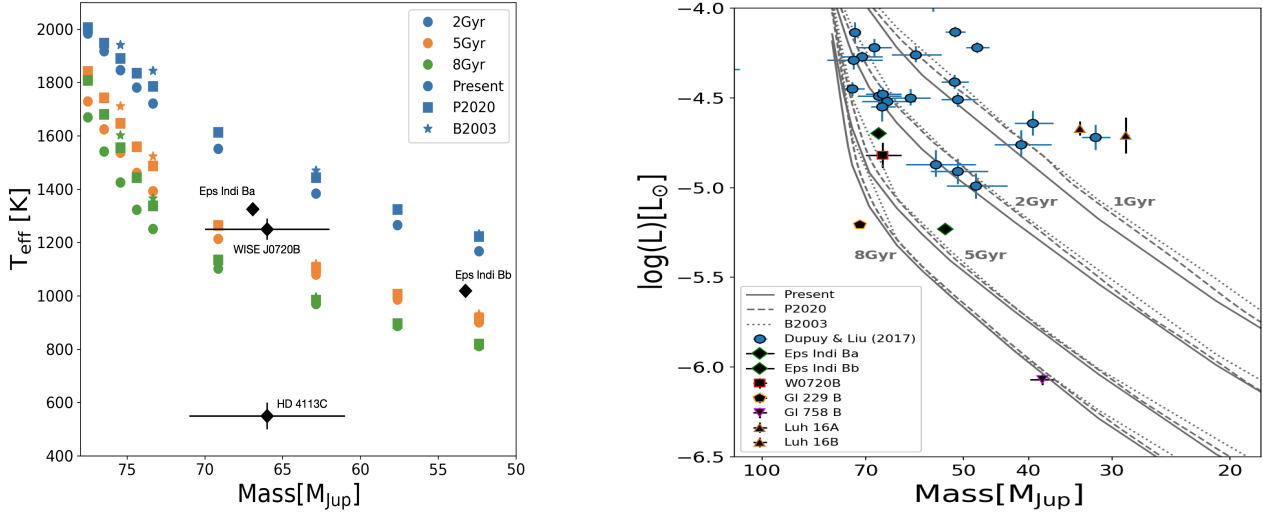 2000
1800
1600
1400
1200
1000
800
600
400
T_eff [K]
75
70
65
60
55
50
Mass[M_Jup]
2Gyr
5Gyr
8Gyr
Present
P2020
B2003
Eps Indi Ba
WISE J0720B
Eps Indi Bb
HD 4113C
−4.0
−4.5
−5.0
−5.5
−6.0
−6.5
log(L)[L⊙]
100
70
50
40
30
20
Mass[M_Jup]
2Gyr
1Gyr
8Gyr
5Gyr
Present
P2020
B2003
Dupuy & Liu (2017)
Eps Indi Ba
Eps Indi Bb
W0720B
Gl 229 B
Gl 758 B
Luh 16A
Luh 16B